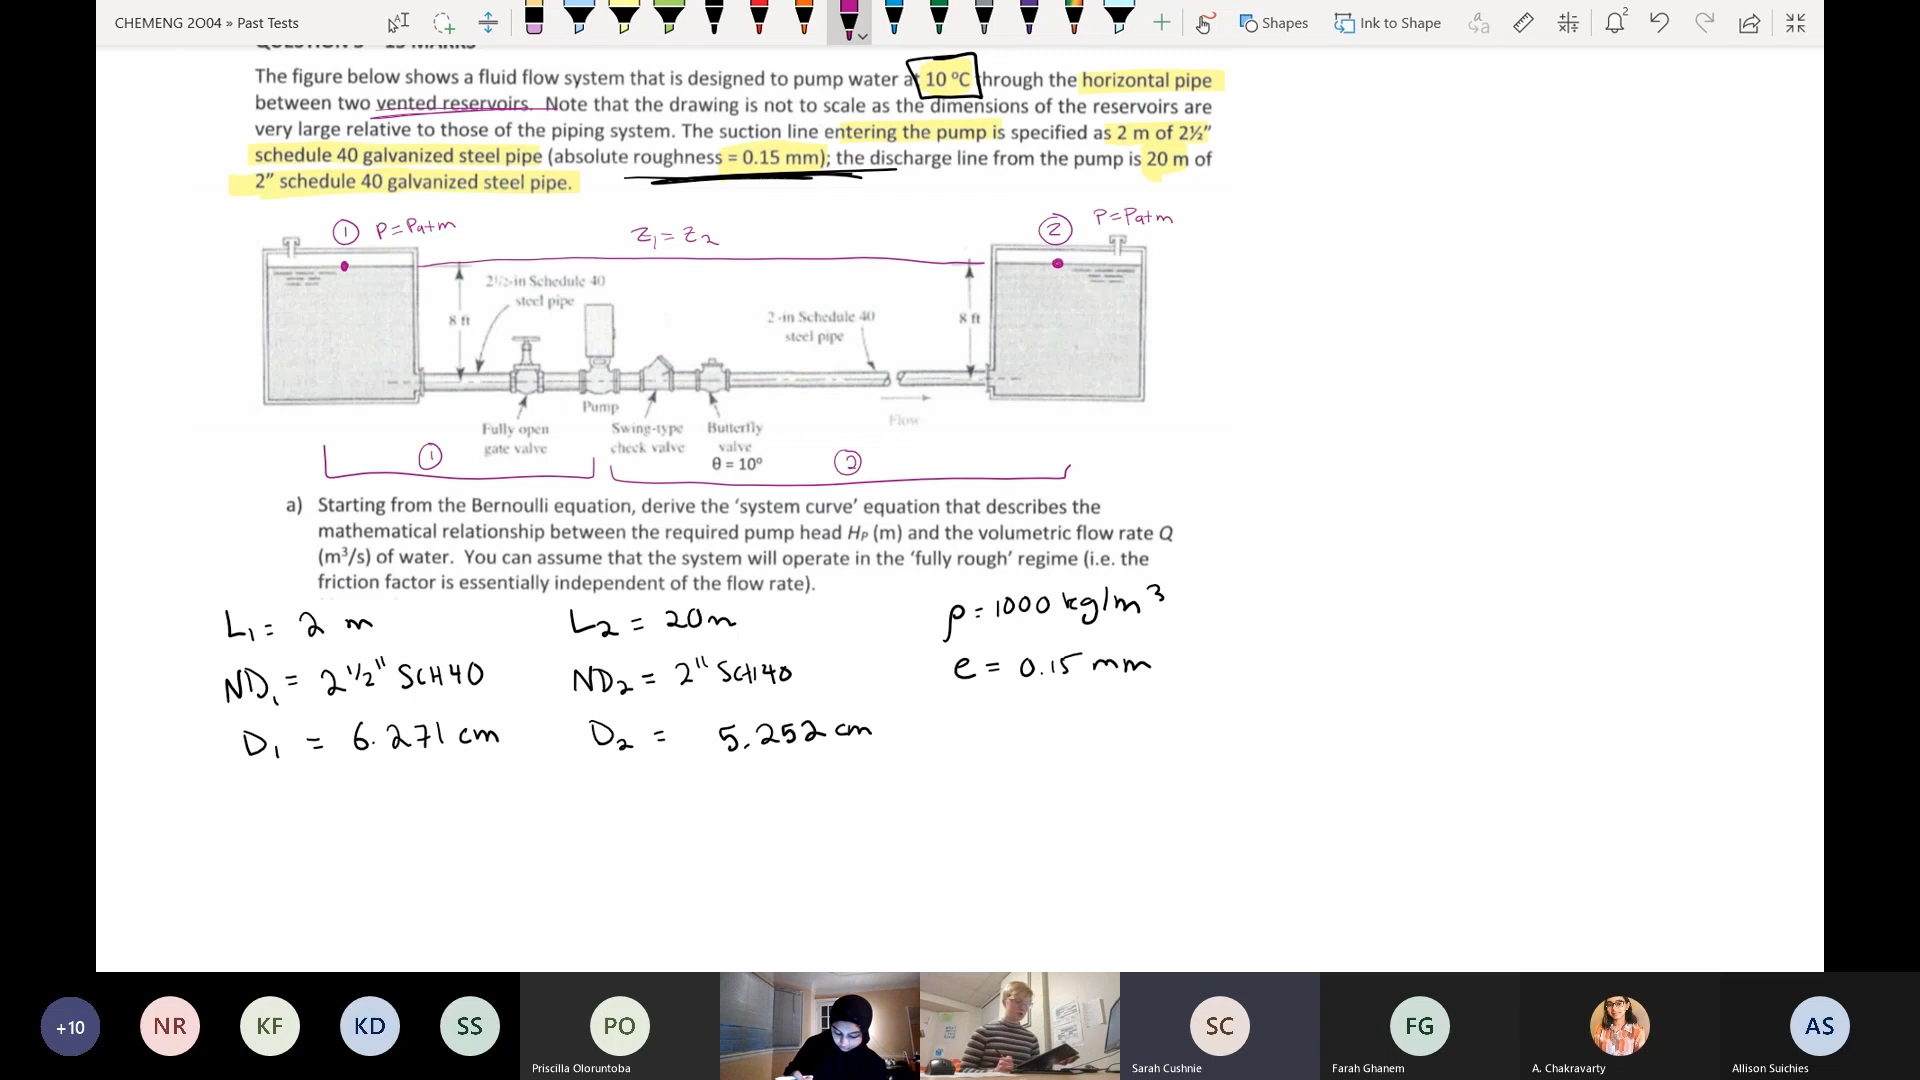 CHEMENG 2O04 » Past Tests
Shapes
Ink to Shape
2
The figure below shows a fluid flow system that is designed to pump water at 10 ºC through the horizontal pipe
between two vented reservoirs. Note that the drawing is not to scale as the dimensions of the reservoirs are
very large relative to those of the piping system. The suction line entering the pump is specified as 2 m of 2½”
schedule 40 galvanized steel pipe (absolute roughness = 0.15 mm); the discharge line from the pump is 20 m of
2” schedule 40 galvanized steel pipe.
① P=Patm
Z₁ = Z₂
② P=Patm
2½-in Schedule 40
steel pipe
8 ft
2-in Schedule 40
steel pipe
8 ft
Pump
Flow
Fully open
gate valve
Swing-type
check valve
Butterfly
valve
θ = 10º
①
②
a) Starting from the Bernoulli equation, derive the ‘system curve’ equation that describes the
mathematical relationship between the required pump head HP (m) and the volumetric flow rate Q
(m³/s) of water. You can assume that the system will operate in the ‘fully rough’ regime (i.e. the
friction factor is essentially independent of the flow rate).
L₁ = 2 m
L₂ = 20m
ρ = 1000 kg/m³
ND₁ = 2 1/2" SCH 40
ND₂ = 2" SCH 40
e = 0.15 mm
D₁ = 6.271 cm
D₂ = 5.252 cm
+10
NR
KF
KD
SS
PO
Priscilla Oloruntoba
SC
Sarah Cushnie
FG
Farah Ghanem
A. Chakravarty
AS
Allison Suichies